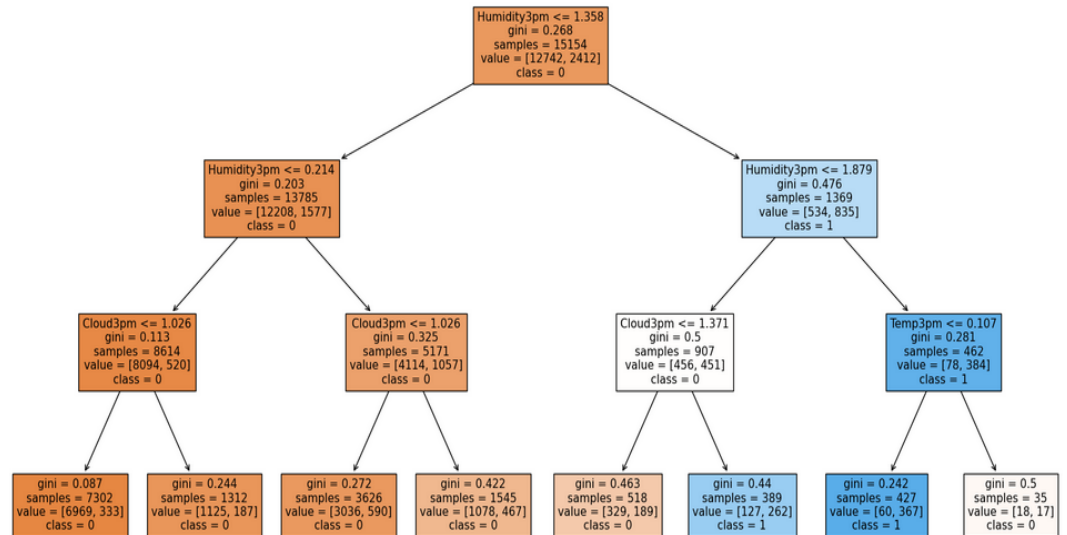 Humidity3pm <= 1.358
gini = 0.268
samples = 15154
value = [12742, 2412]
class = 0
Humidity3pm <= 0.214
gini = 0.203
samples = 13785
value = [12208, 1577]
class = 0
Humidity3pm <= 1.879
gini = 0.476
samples = 1369
value = [534, 835]
class = 1
Cloud3pm <= 1.026
gini = 0.113
samples = 8614
value = [8094, 520]
class = 0
Cloud3pm <= 1.026
gini = 0.325
samples = 5171
value = [4114, 1057]
class = 0
Cloud3pm <= 1.371
gini = 0.5
samples = 907
value = [456, 451]
class = 0
Temp3pm <= 0.107
gini = 0.281
samples = 462
value = [78, 384]
class = 1
gini = 0.087
samples = 7302
value = [6969, 333]
class = 0
gini = 0.244
samples = 1312
value = [1125, 187]
class = 0
gini = 0.272
samples = 3626
value = [3036, 590]
class = 0
gini = 0.422
samples = 1545
value = [1078, 467]
class = 0
gini = 0.463
samples = 518
value = [329, 189]
class = 0
gini = 0.44
samples = 389
value = [127, 262]
class = 1
gini = 0.242
samples = 427
value = [60, 367]
class = 1
gini = 0.5
samples = 35
value = [18, 17]
class = 0